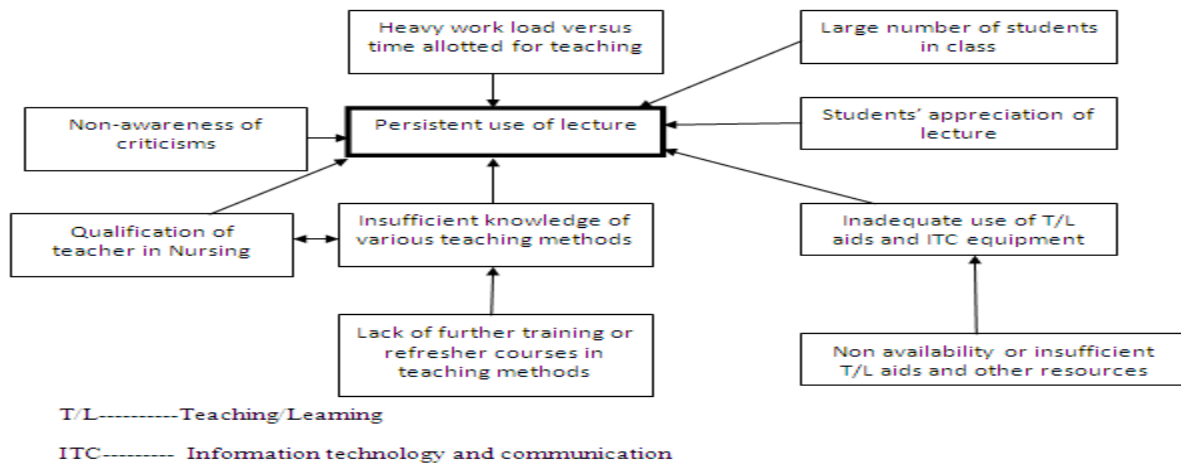 Heavy work load versus
time allotted for teaching
Large number of students
in class
Non-awareness of
criticisms
Persistent use of lecture
Students’ appreciation of
lecture
Qualification of
teacher in Nursing
Insufficient knowledge of
various teaching methods
Inadequate use of T/L
aids and ITC equipment
Lack of further training or
refresher courses in
teaching methods
Non availability or insufficient
T/L aids and other resources
T/L----------Teaching/Learning
ITC--------- Information technology and communication